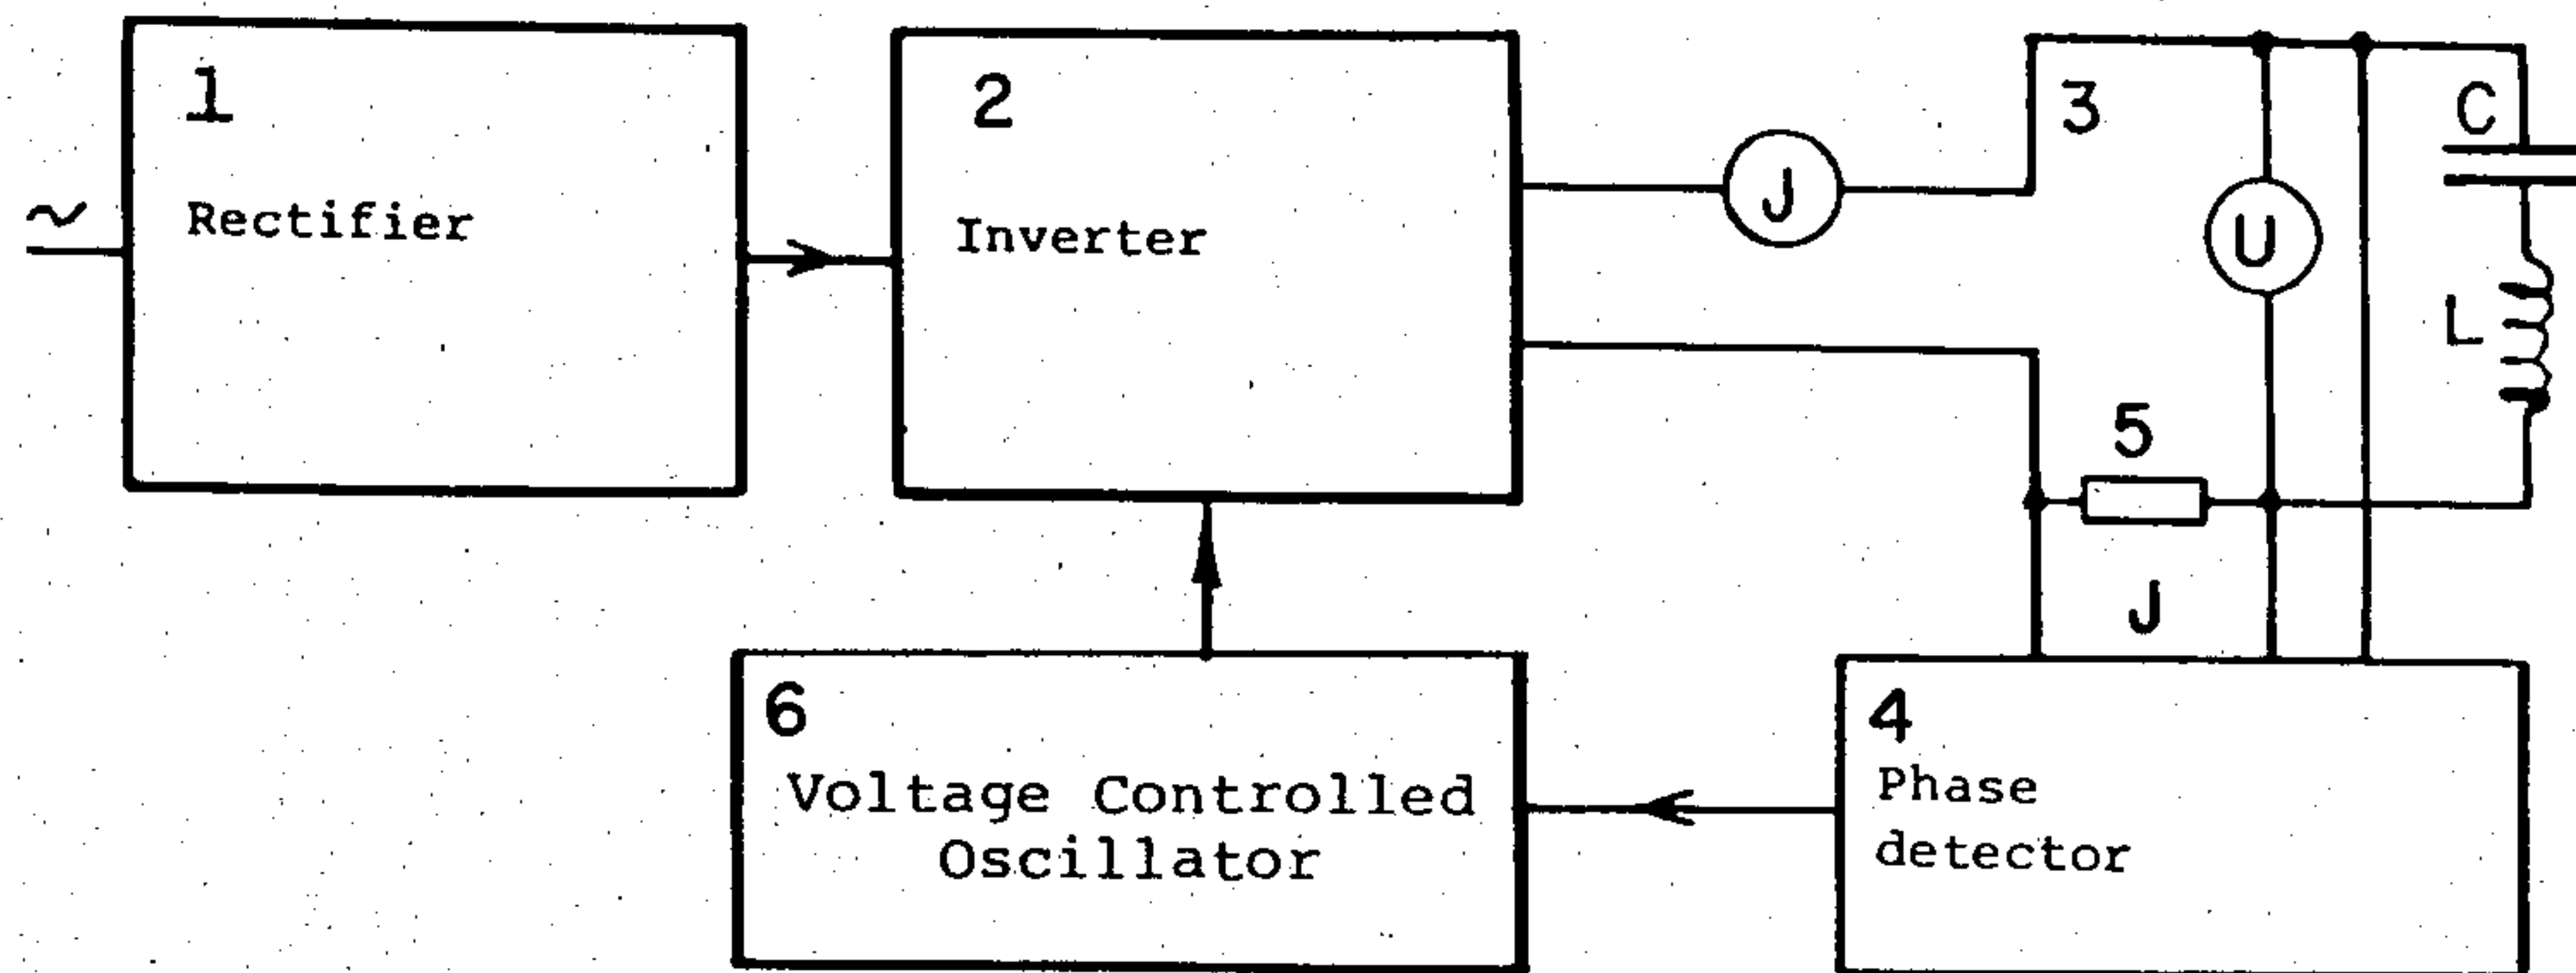 1
Rectifier
~
2
Inverter
J
3
U
C
L
5
J
6
Voltage Controlled
Oscillator
4
Phase
detector